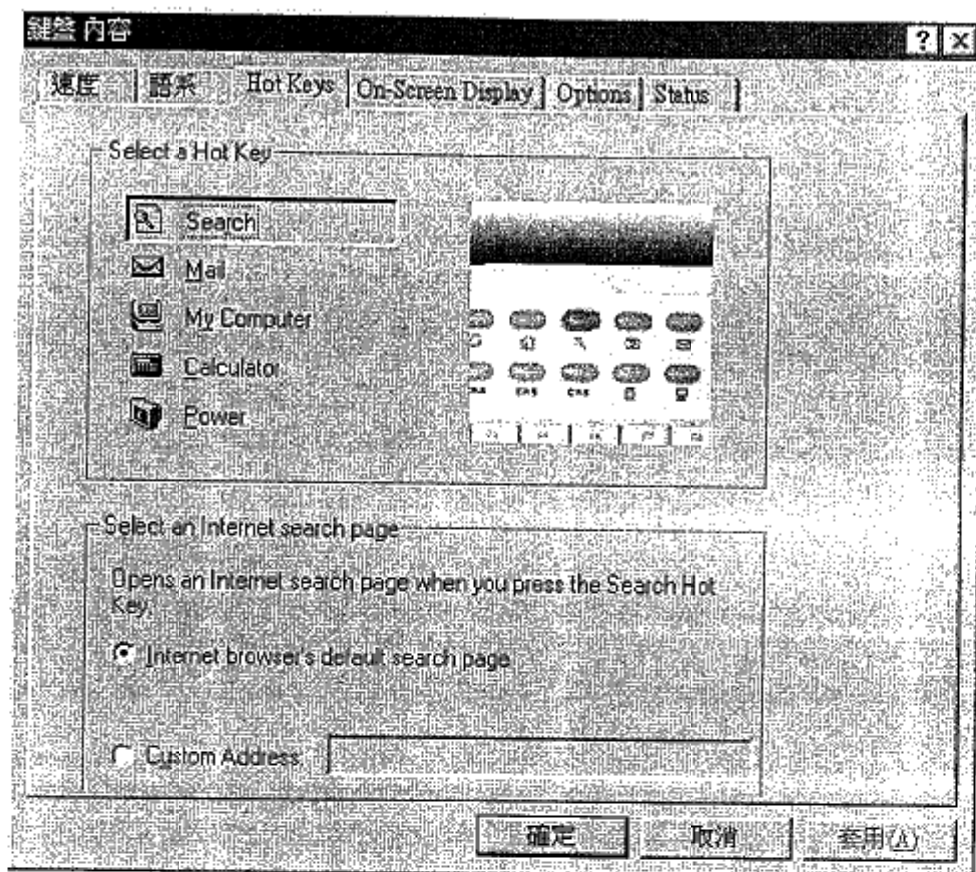 鍵盤 內容
速度 語系 Hot Keys On-Screen Display Options Status
Select a Hot Key
Search
Mail
My Computer
Calculator
Power
Select an Internet search page
Opens an Internet search page when you press the Search Hot
Key.
Internet browser's default search page
Custom Address
確定 取消 套用(A)